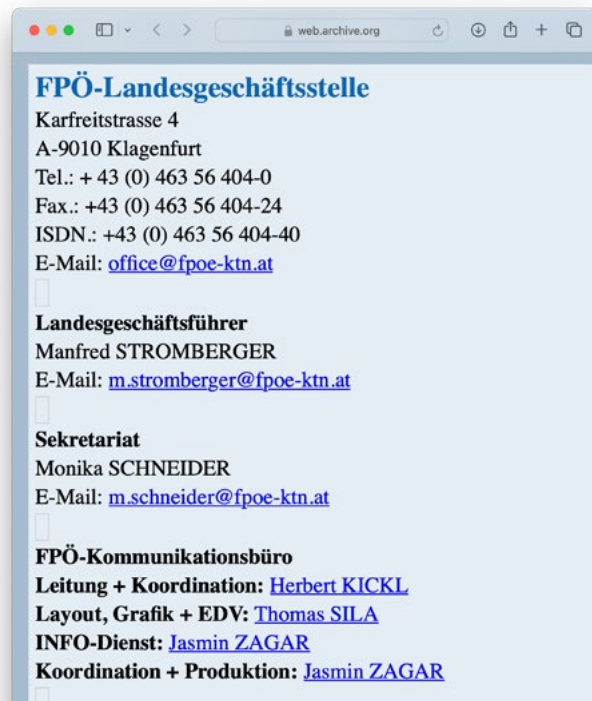 web.archive.org
FPÖ-Landesgeschäftsstelle
Karfreitstrasse 4
A-9010 Klagenfurt
Tel.: + 43 (0) 463 56 404-0
Fax.: +43 (0) 463 56 404-24
ISDN.: +43 (0) 463 56 404-40
E-Mail: office@fpoe-ktn.at
Landesgeschäftsführer
Manfred STROMBERGER
E-Mail: m.stromberger@fpoe-ktn.at
Sekretariat
Monika SCHNEIDER
E-Mail: m.schneider@fpoe-ktn.at
FPÖ-Kommunikationsbüro
Leitung + Koordination: Herbert KICKL
Layout, Grafik + EDV: Thomas SILA
INFO-Dienst: Jasmin ZAGAR
Koordination + Produktion: Jasmin ZAGAR